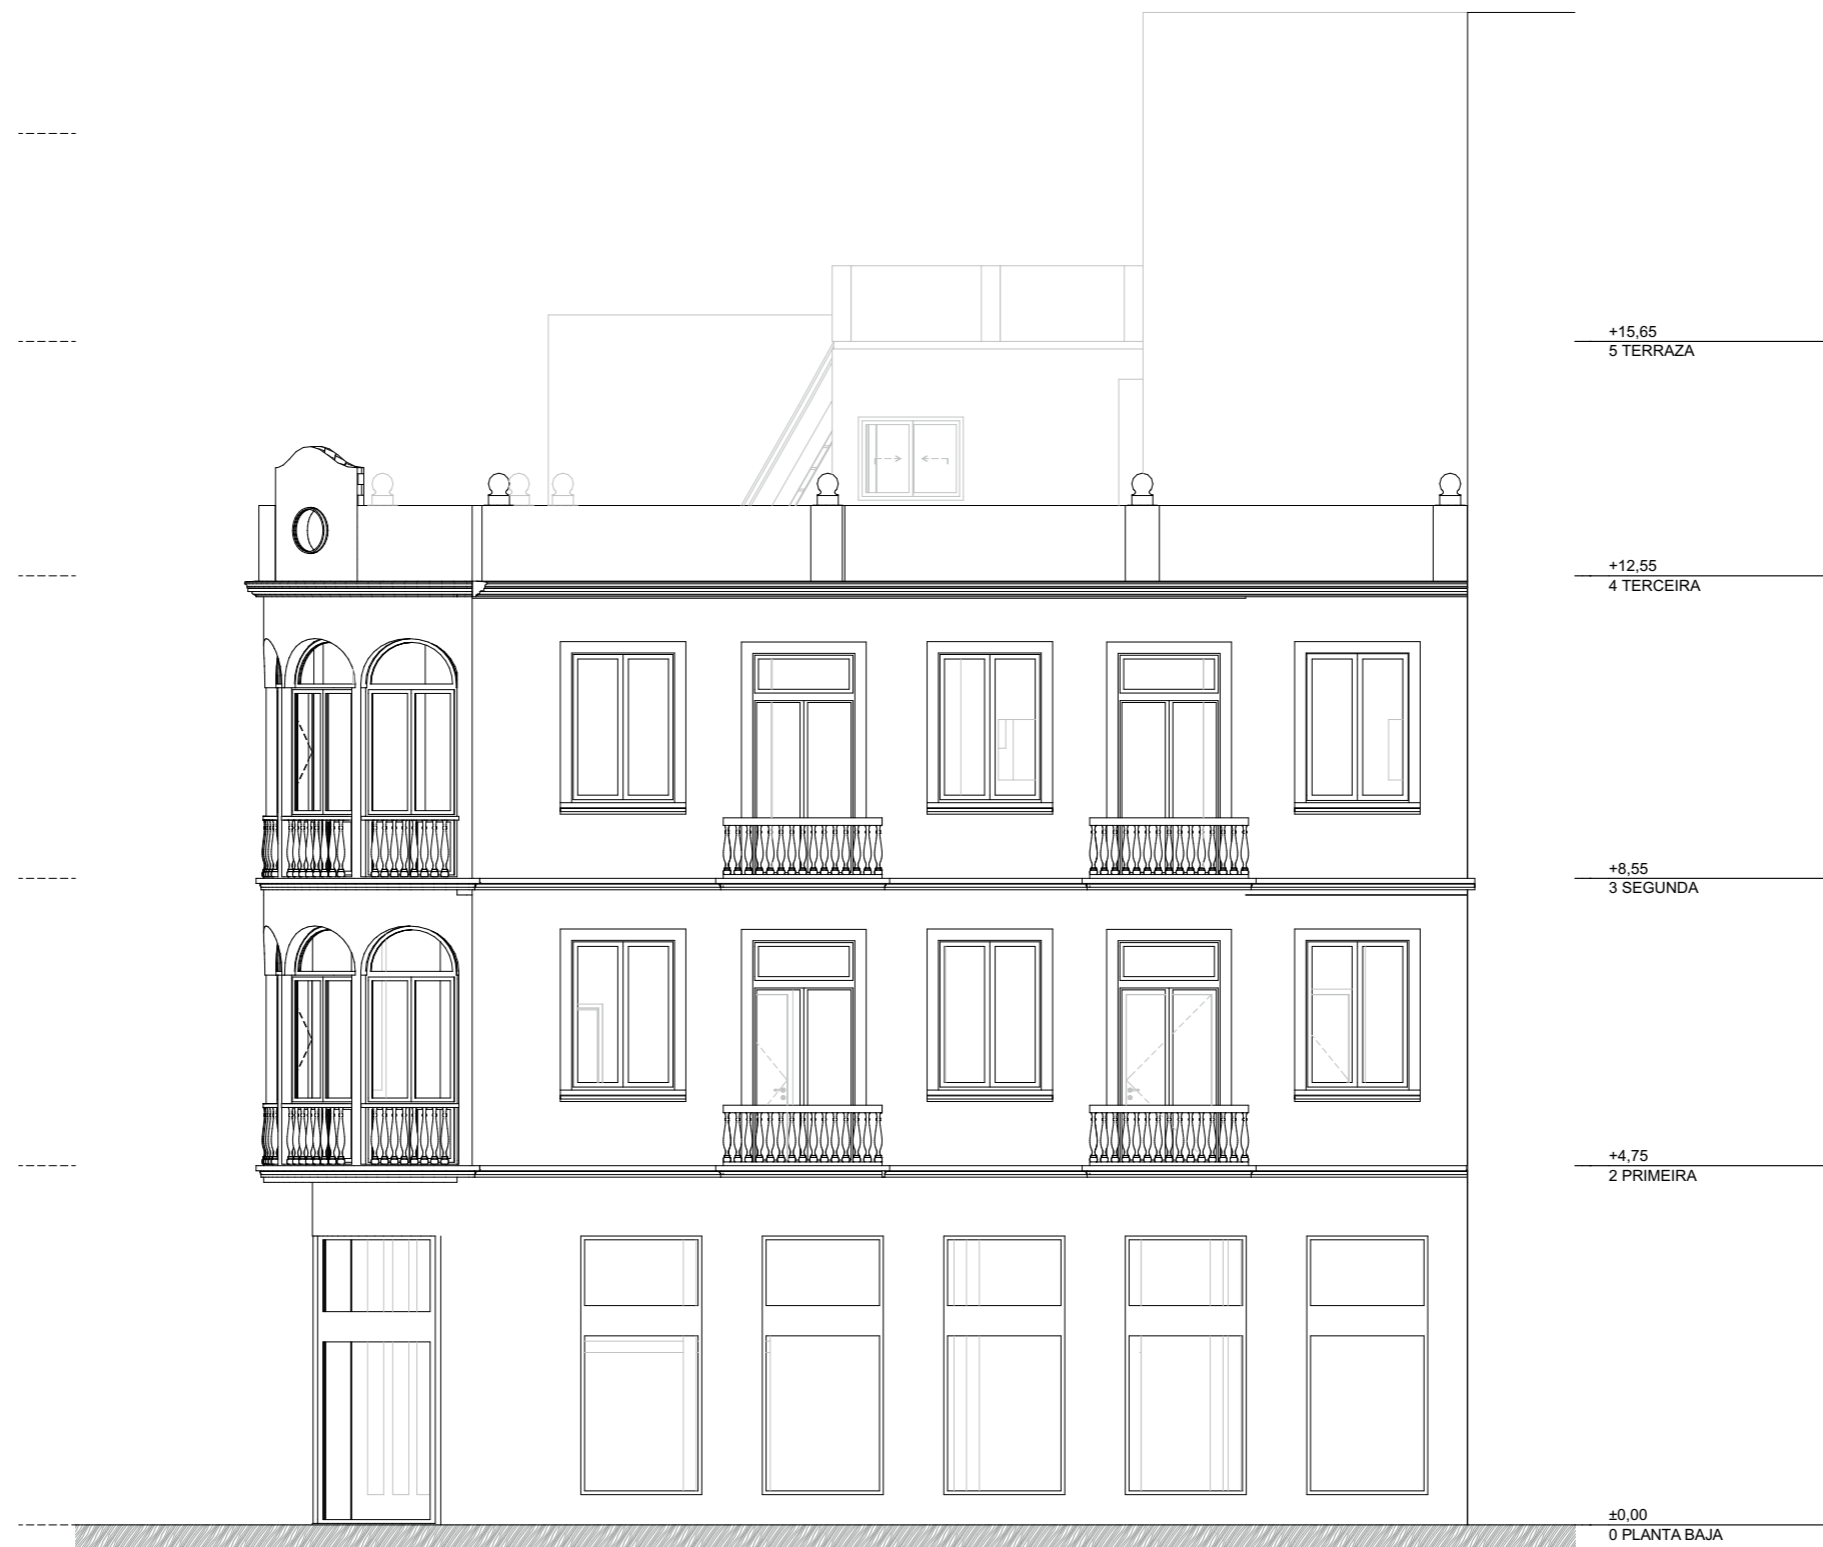 +15,65
5 TERRAZA
+12,55
4 TERCEIRA
+8,55
3 SEGUNDA
+4,75
2 PRIMEIRA
±0,00
0 PLANTA BAJA